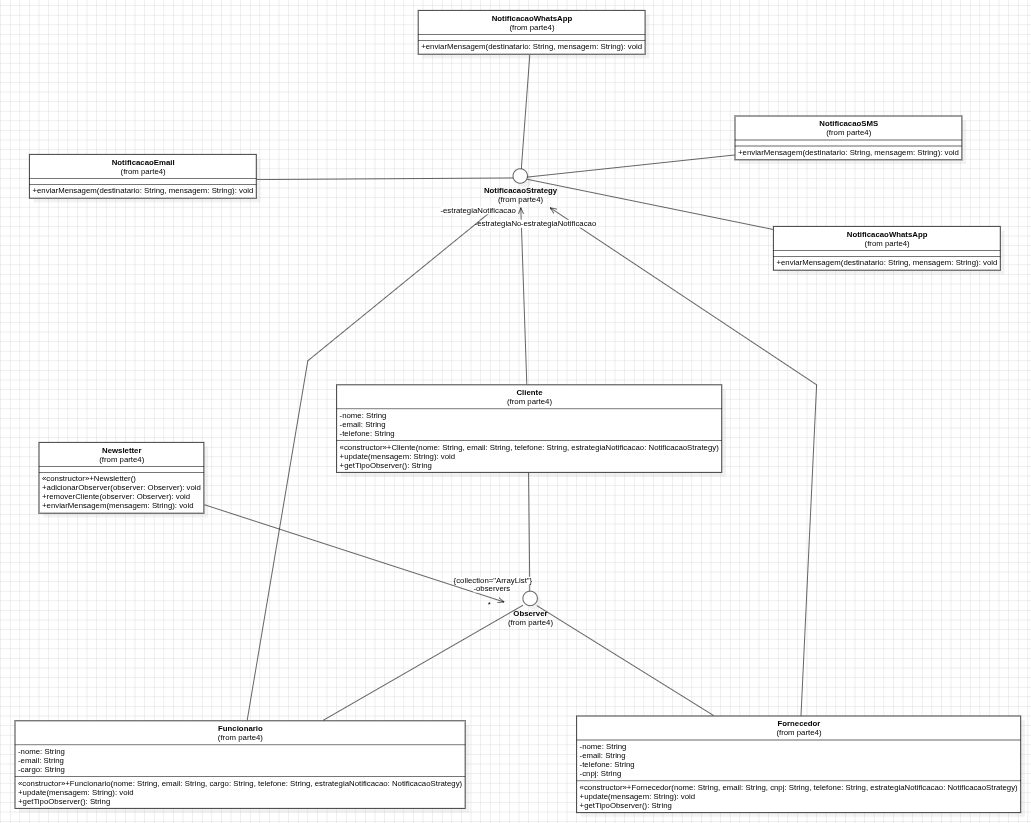 NotificacaoWhatsApp
(from parte4)
+enviarMensagem(destinatario: String, mensagem: String): void
NotificacaoSMS
(from parte4)
+enviarMensagem(destinatario: String, mensagem: String): void
NotificacaoEmail
(from parte4)
+enviarMensagem(destinatario: String, mensagem: String): void
NotificacaoStrategy
(from parte4)
-estrategiaNotificacao
-estrategiaNo-estrategiaNotificacao
NotificacaoWhatsApp
(from parte4)
+enviarMensagem(destinatario: String, mensagem: String): void
Cliente
(from parte4)
-nome: String
-email: String
-telefone: String
«constructor»+Cliente(nome: String, email: String, telefone: String, estrategiaNotificacao: NotificacaoStrategy)
+update(mensagem: String): void
+getTipoObserver(): String
Newsletter
(from parte4)
«constructor»+Newsletter()
+adicionarObserver(observer: Observer): void
+removerCliente(observer: Observer): void
+enviarMensagem(mensagem: String): void
{collection="ArrayList"}
-observers
*
Observer
(from parte4)
Funcionario
(from parte4)
-nome: String
-email: String
-cargo: String
«constructor»+Funcionario(nome: String, email: String, cargo: String, telefone: String, estrategiaNotificacao: NotificacaoStrategy)
+update(mensagem: String): void
+getTipoObserver(): String
Fornecedor
(from parte4)
-nome: String
-email: String
-telefone: String
-cnpj: String
«constructor»+Fornecedor(nome: String, email: String, cnpj: String, telefone: String, estrategiaNotificacao: NotificacaoStrategy)
+update(mensagem: String): void
+getTipoObserver(): String